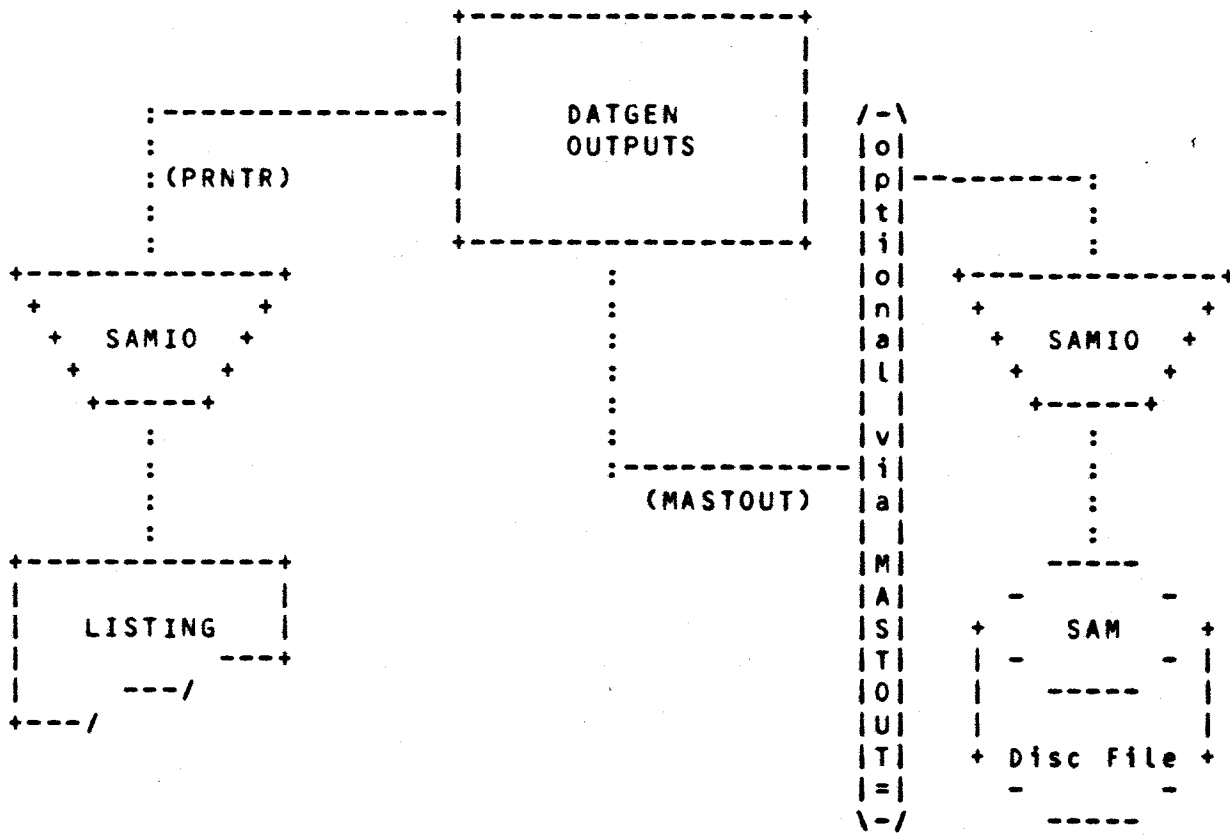 DATGEN
OUTPUTS
(PRNTR)
SAMIO
LISTING
(MASTOUT)
optional via MASTOUT=
SAMIO
SAM
Disc File